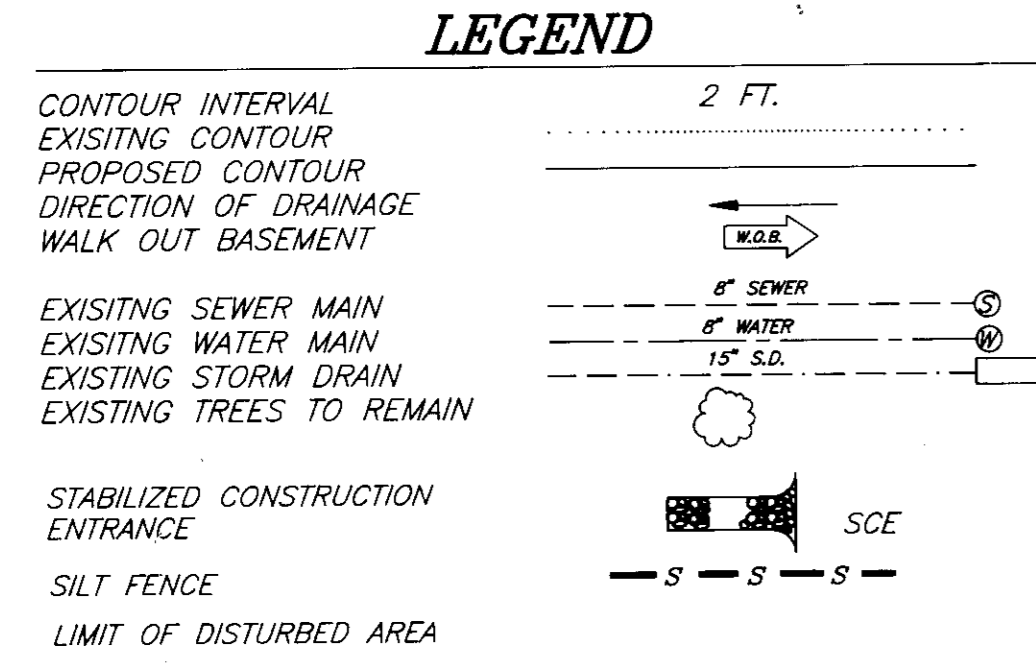 LEGEND
CONTOUR INTERVAL 2 FT.
EXISITNG CONTOUR
PROPOSED CONTOUR
DIRECTION OF DRAINAGE
WALK OUT BASEMENT W.O.B.
EXISITNG SEWER MAIN 8" SEWER S
EXISITNG WATER MAIN 8" WATER W
EXISTING STORM DRAIN 15" S.D.
EXISTING TREES TO REMAIN
STABILIZED CONSTRUCTION
ENTRANCE SCE
SILT FENCE S S S
LIMIT OF DISTURBED AREA